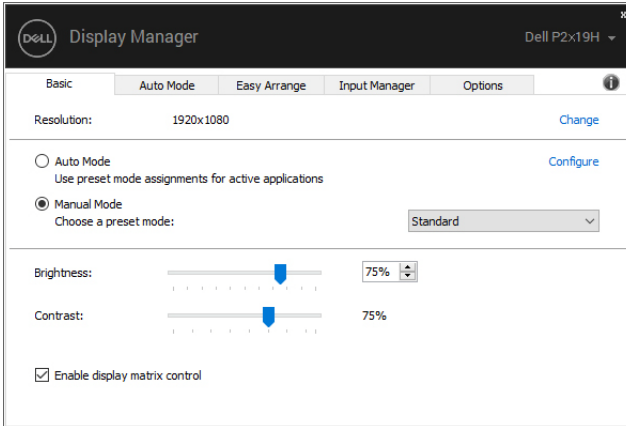 x
DELL Display Manager Dell P2x19H
Basic Auto Mode Easy Arrange Input Manager Options i
Resolution: 1920x1080 Change
Auto Mode Configure
Use preset mode assignments for active applications
Manual Mode
Choose a preset mode: Standard
Brightness: 75%
Contrast: 75%
Enable display matrix control